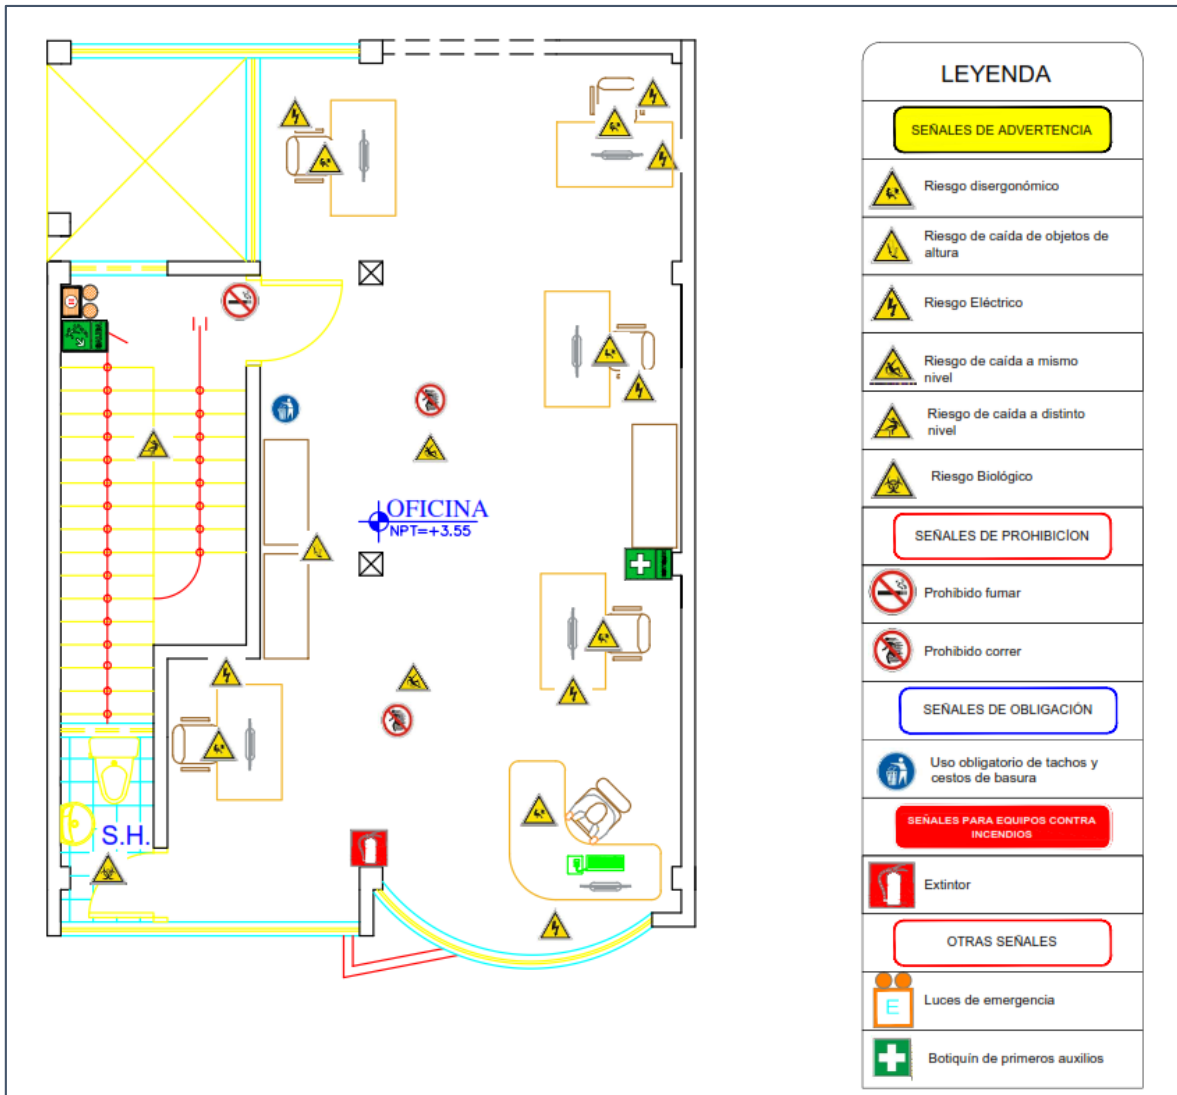 OFICINA
NPT=+3.55
S.H.
LEYENDA
SEÑALES DE ADVERTENCIA
Riesgo disergonómico
Riesgo de caída de objetos de
altura
Riesgo Eléctrico
Riesgo de caída a mismo
nivel
Riesgo de caída a distinto
nivel
Riesgo Biológico
SEÑALES DE PROHIBICÍON
Prohibido fumar
Prohibido correr
SEÑALES DE OBLIGACIÓN
Uso obligatorio de tachos y
cestos de basura
SEÑALES PARA EQUIPOS CONTRA
INCENDIOS
Extintor
OTRAS SEÑALES
E
Luces de emergencia
Botiquín de primeros auxilios